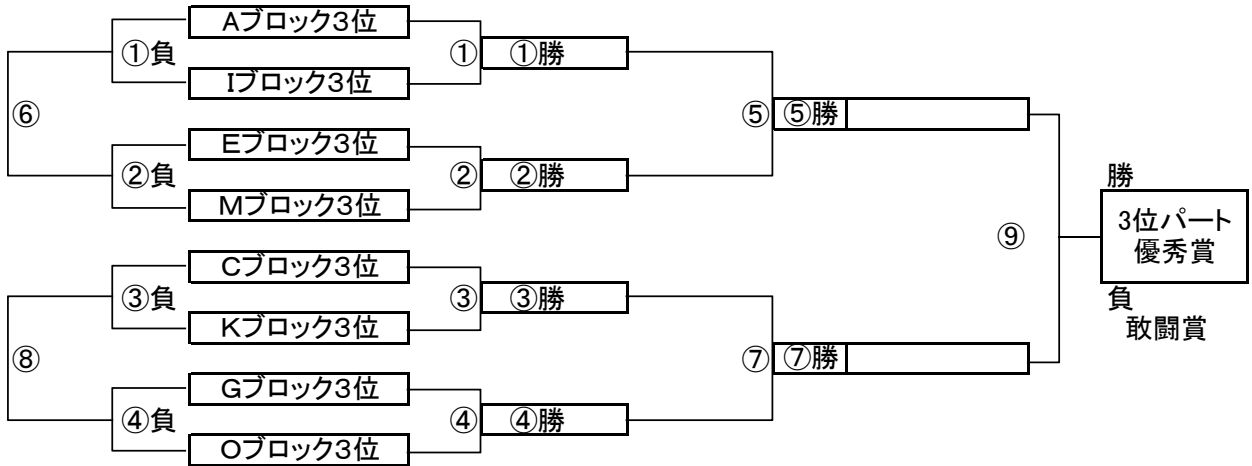 Aブロック3位
①負
①
①勝
Iブロック3位
⑥
⑤
⑤勝
Eブロック3位
②負
②
②勝
Mブロック3位
勝
3位パート
優秀賞
⑨
負
敢闘賞
Cブロック3位
③負
③
③勝
Kブロック3位
⑧
⑦
⑦勝
Gブロック3位
④負
④
④勝
Oブロック3位